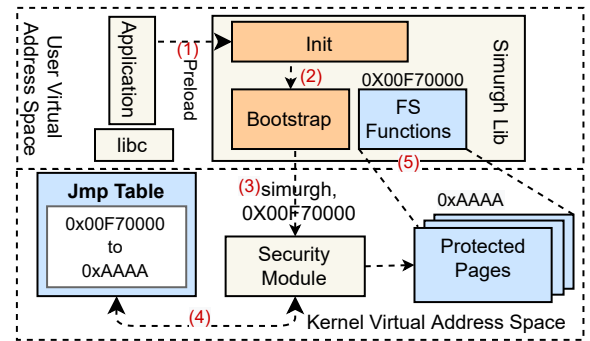 User Virtual
Address Space
Application
libc
(1)
Preload
Init
(2)
Bootstrap
0X00F70000
FS
Functions
Simurgh Lib
(5)
(3)
simurgh,
0X00F70000
Jmp Table
0x00F70000
to
0xAAAA
Security
Module
0xAAAA
Protected
Pages
(4)
Kernel Virtual Address Space